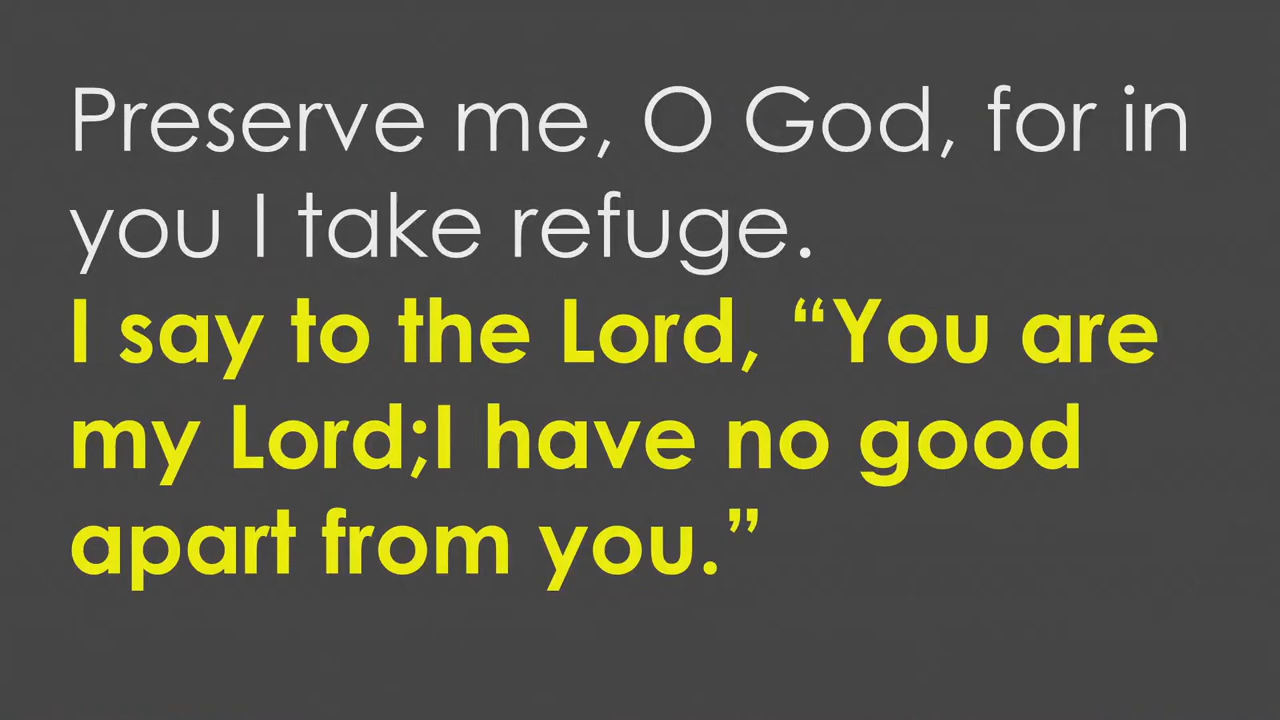 Preserve me, O God, for in
you I take refuge.
I say to the Lord, “You are
my Lord;I have no good
apart from you.”